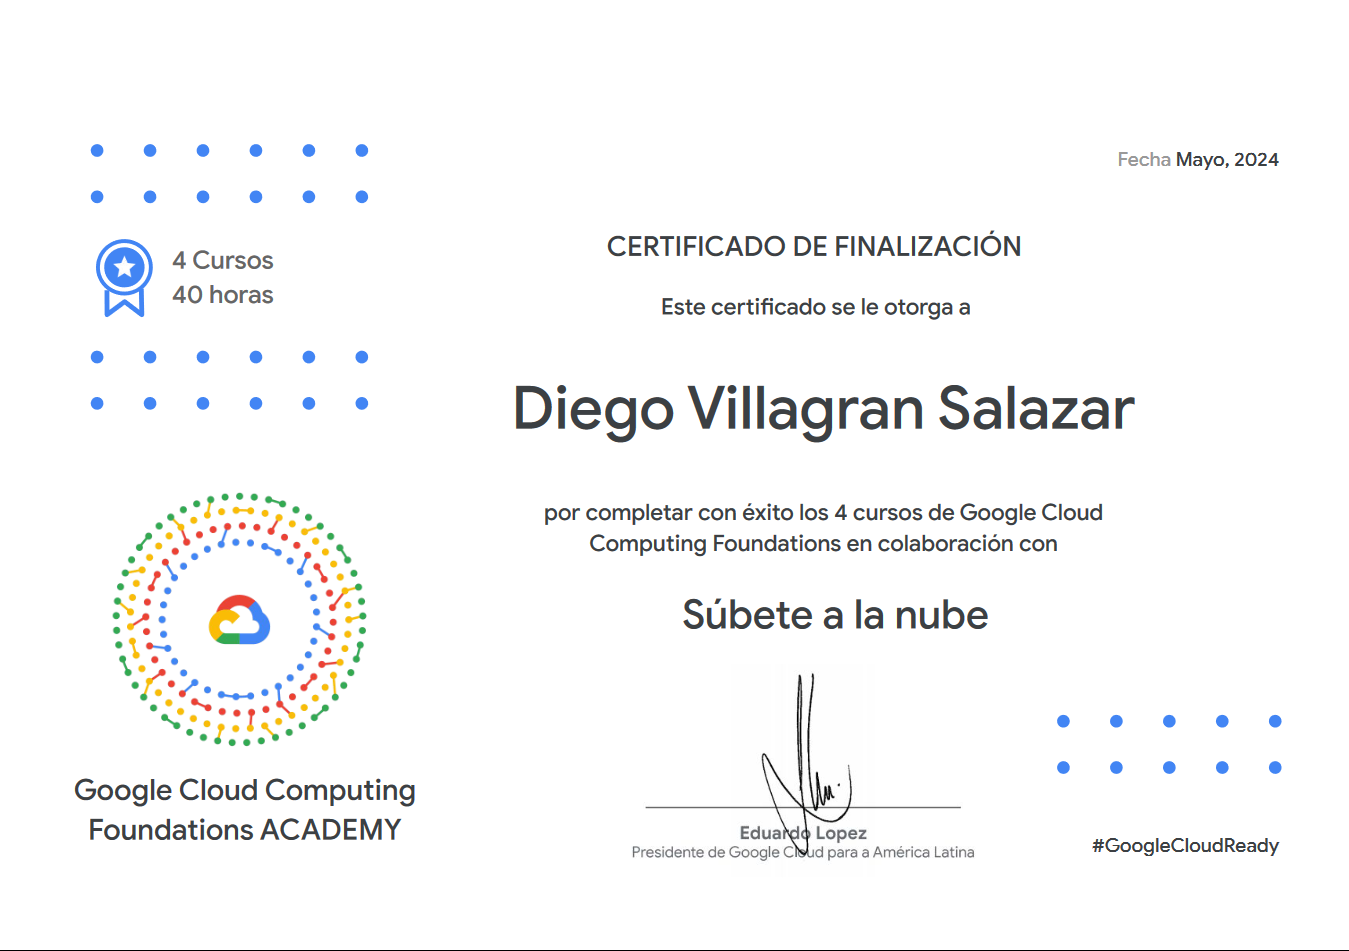 Fecha Mayo, 2024
4 Cursos
40 horas
CERTIFICADO DE FINALIZACIÓN
Este certificado se le otorga a
Diego Villagran Salazar
por completar con éxito los 4 cursos de Google Cloud
Computing Foundations en colaboración con
Súbete a la nube
Google Cloud Computing
Foundations ACADEMY
Eduardo Lopez
Presidente de Google Cloud para a América Latina
#GoogleCloudReady